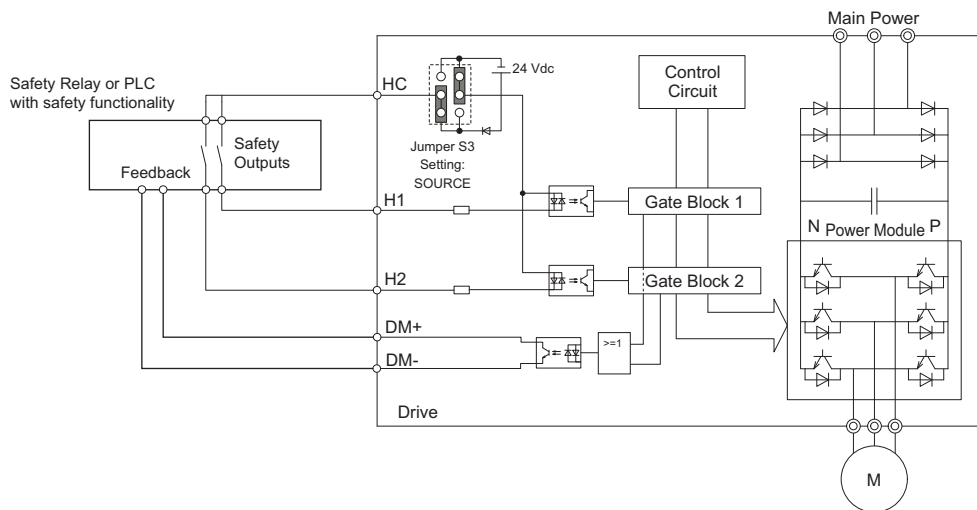 Main Power
Safety Relay or PLC
with safety functionality
HC
24 Vdc
Control
Circuit
Safety
Outputs
Feedback
Jumper S3
Setting:
SOURCE
H1
Gate Block 1
N
P
Power Module
H2
Gate Block 2
DM+
>=1
DM-
Drive
M